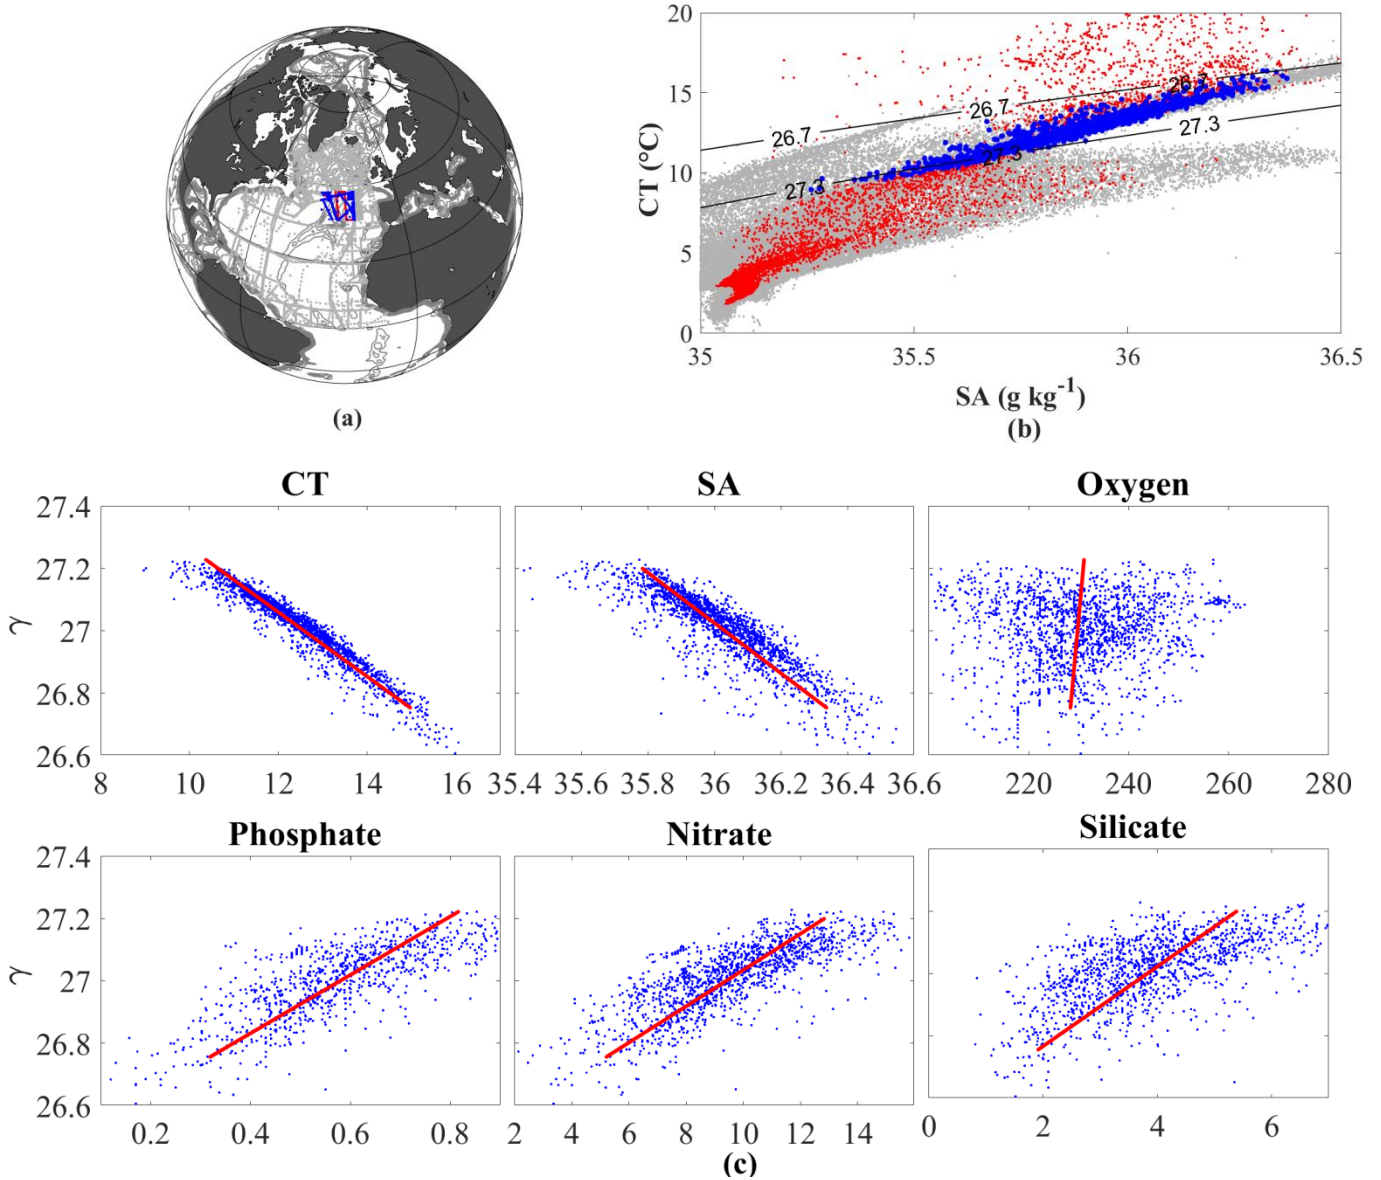 20
15
10
5
0
CT (°C)
26.7
26.7
26.7
27.3
27.3
27.3
35
35.5
36
36.5
SA (g kg-1)
(a)
(b)
CT
SA
Oxygen
27.4
27.2
27
26.8
26.6
γ
8 10 12 14 16
35.4 35.6 35.8 36 36.2 36.4 36.6
220 240 260 280
Phosphate
Nitrate
Silicate
27.4
27.2
27
26.8
26.6
γ
0.2 0.4 0.6 0.8
2 4 6 8 10 12 14
0 2 4 6
(c)